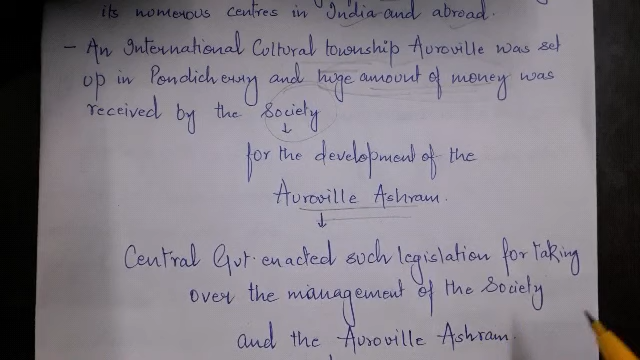 its numerous centres in India and abroad.
- An International Cultural township Auroville was set
up in Pondicherry and huge amount of money was
received by the Society
↓
for the development of the
Auroville Ashram.
↓
Central Gvt. enacted such legislation for taking
over the management of the Society
and the Auroville Ashram.